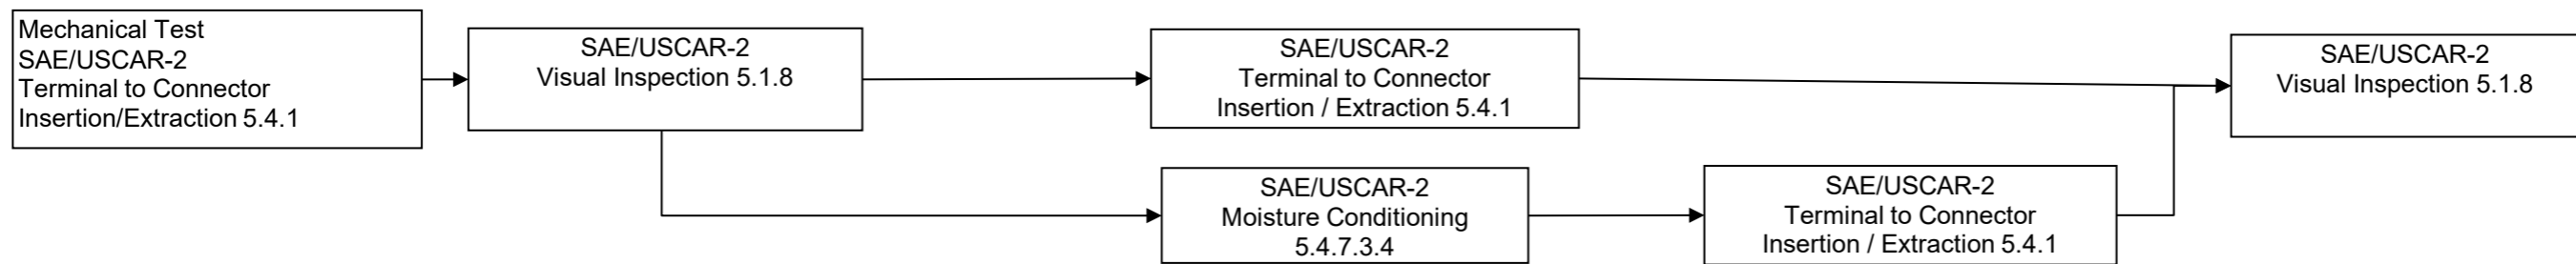 Mechanical Test
SAE/USCAR-2
Terminal to Connector
Insertion/Extraction 5.4.1
SAE/USCAR-2
Visual Inspection 5.1.8
SAE/USCAR-2
Terminal to Connector
Insertion / Extraction 5.4.1
SAE/USCAR-2
Visual Inspection 5.1.8
SAE/USCAR-2
Moisture Conditioning
5.4.7.3.4
SAE/USCAR-2
Terminal to Connector
Insertion / Extraction 5.4.1